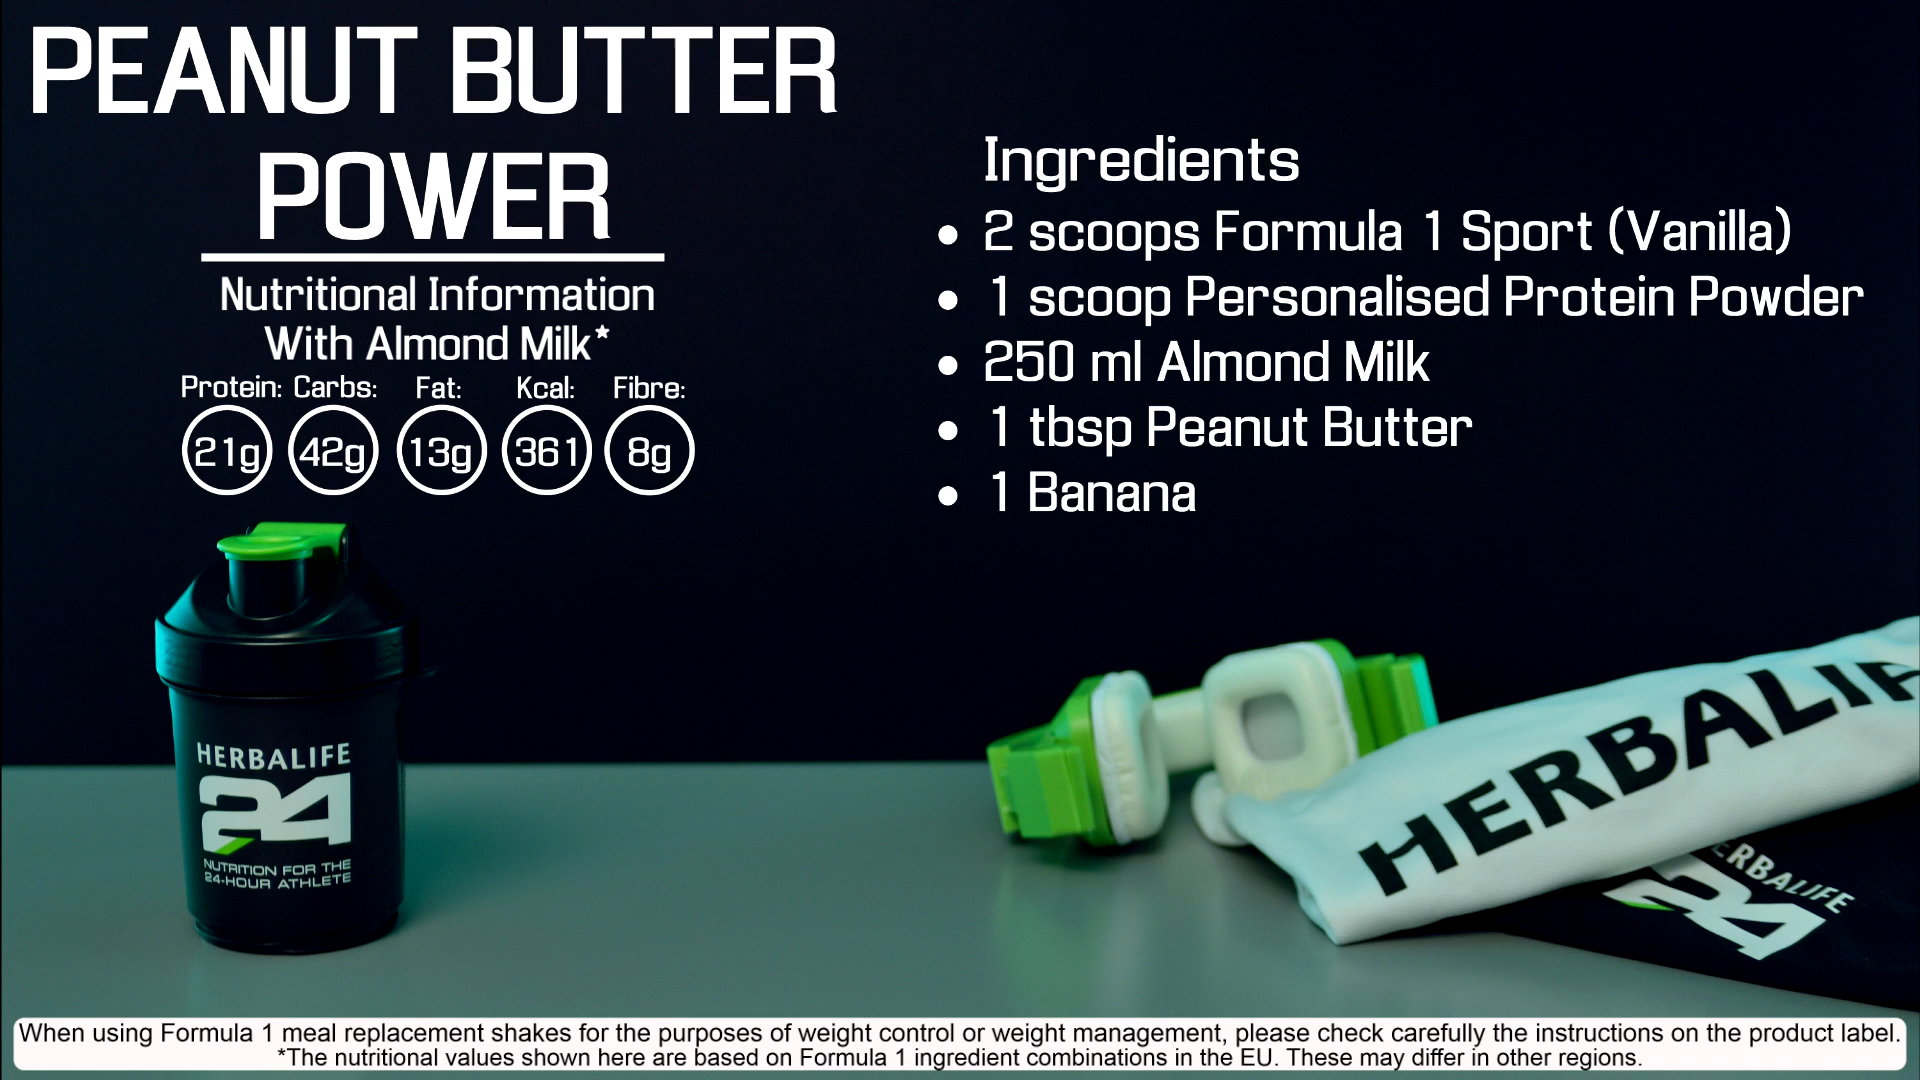 PEANUT BUTTER
POWER
Nutritional Information
With Almond Milk*
Protein: Carbs: Fat: Kcal: Fibre:
21g 42g 13g 361 8g
Ingredients
• 2 scoops Formula 1 Sport (Vanilla)
• 1 scoop Personalised Protein Powder
• 250 ml Almond Milk
• 1 tbsp Peanut Butter
• 1 Banana
HERBALIFE
24
NUTRITION FOR THE
24-HOUR ATHLETE
HERBALIF
ERBALIFE
24
When using Formula 1 meal replacement shakes for the purposes of weight control or weight management, please check carefully the instructions on the product label.
*The nutritional values shown here are based on Formula 1 ingredient combinations in the EU. These may differ in other regions.